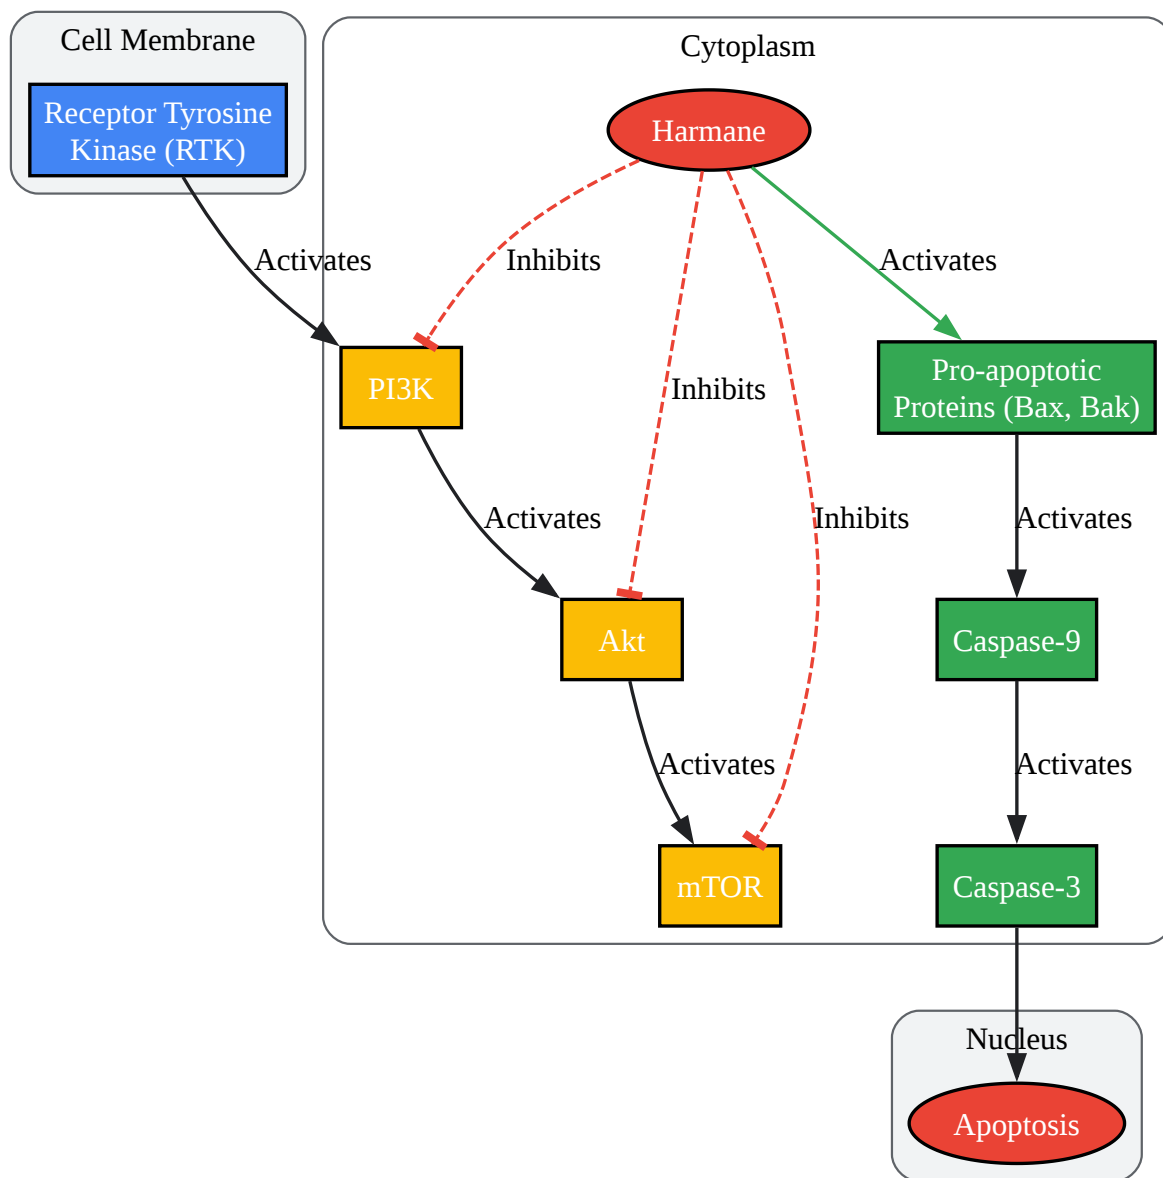 Cell Membrane
Cytoplasm
Receptor Tyrosine
Kinase (RTK)
Harmane
Activates
Inhibits
Activates
PI3K
Inhibits
Pro-apoptotic
Proteins (Bax, Bak)
Activates
Inhibits
Activates
Akt
Caspase-9
Activates
Activates
mTOR
Caspase-3
Nucleus
Apoptosis